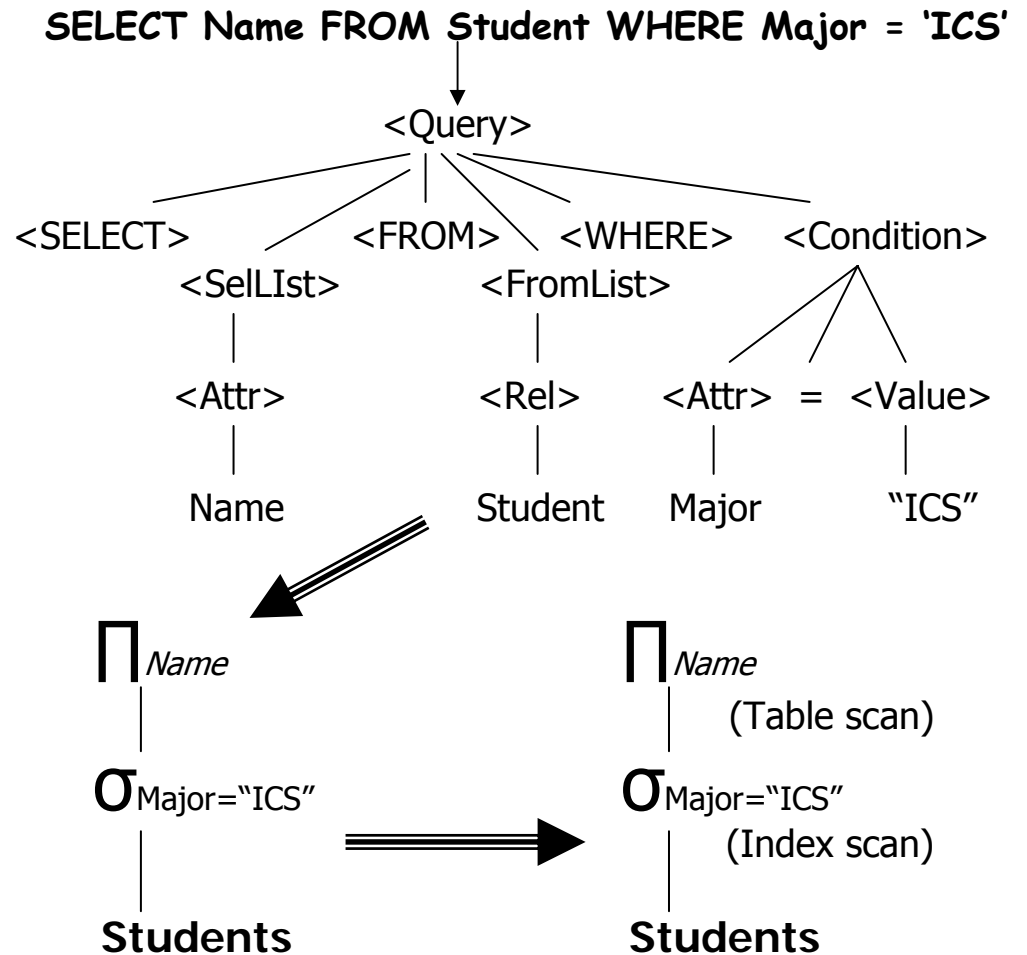 SELECT Name FROM Student WHERE Major = ‘ICS’
<Query>
<SELECT> <FROM> <WHERE> <Condition>
<SelLIst> <FromList>
<Attr> <Rel> <Attr> = <Value>
Name Student Major “ICS”
∏Name ∏Name
(Table scan)
σMajor=“ICS” σMajor=“ICS”
(Index scan)
Students Students